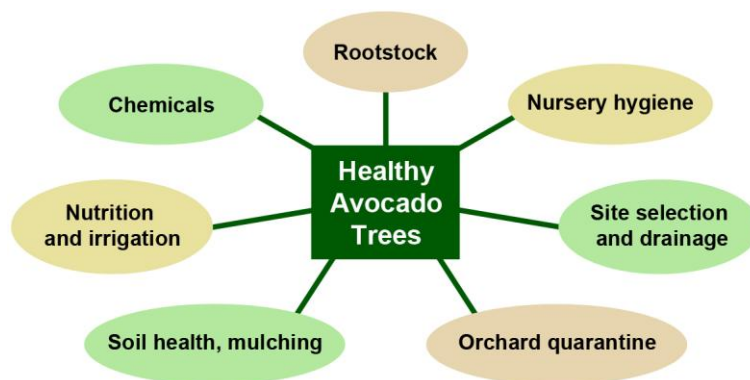 Rootstock
Chemicals
Nursery hygiene
Healthy
Avocado
Trees
Nutrition
and irrigation
Site selection
and drainage
Soil health, mulching
Orchard quarantine